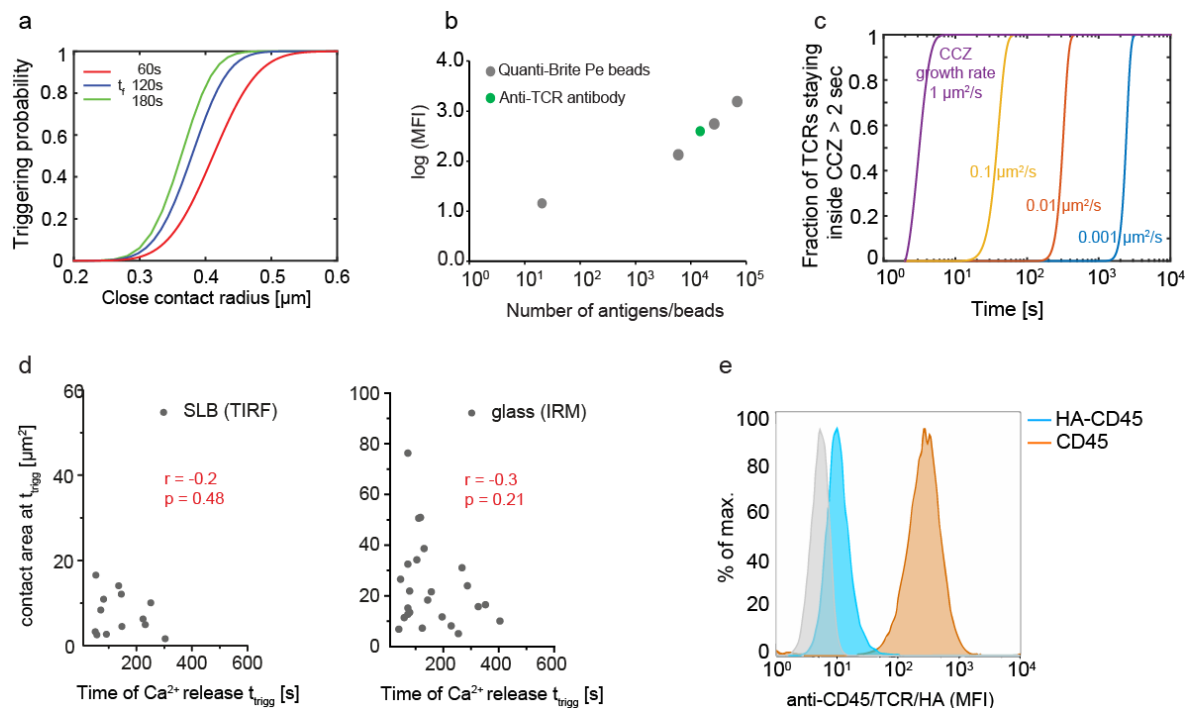 a
Triggering probability
1
0.8
0.6
0.4
0.2
0
60s
tf 120s
180s
0.2 0.3 0.4 0.5 0.6
Close contact radius [µm]
b
log (MFI)
4.0
3.0
2.0
1.0
Quanti-Brite Pe beads
Anti-TCR antibody
10⁰ 10¹ 10² 10³ 10⁴ 10⁵
Number of antigens/beads
c
Fraction of TCRs staying
inside CCZ > 2 sec
1
0.8
0.6
0.4
0.2
0
CCZ
growth rate
1 µm²/s
0.1 µm²/s
0.01 µm²/s
0.001 µm²/s
10⁰ 10¹ 10² 10³ 10⁴
Time [s]
d
contact area at ttrigg [µm²]
60
40
20
0
SLB (TIRF)
r = -0.2
p = 0.48
200 400 600
Time of Ca²⁺ release ttrigg [s]
100
80
60
40
20
0
glass (IRM)
r = -0.3
p = 0.21
0 200 400 600
Time of Ca²⁺ release ttrigg [s]
e
% of max.
100
80
60
40
20
0
HA-CD45
CD45
10⁰ 10¹ 10² 10³ 10⁴
anti-CD45/TCR/HA (MFI)